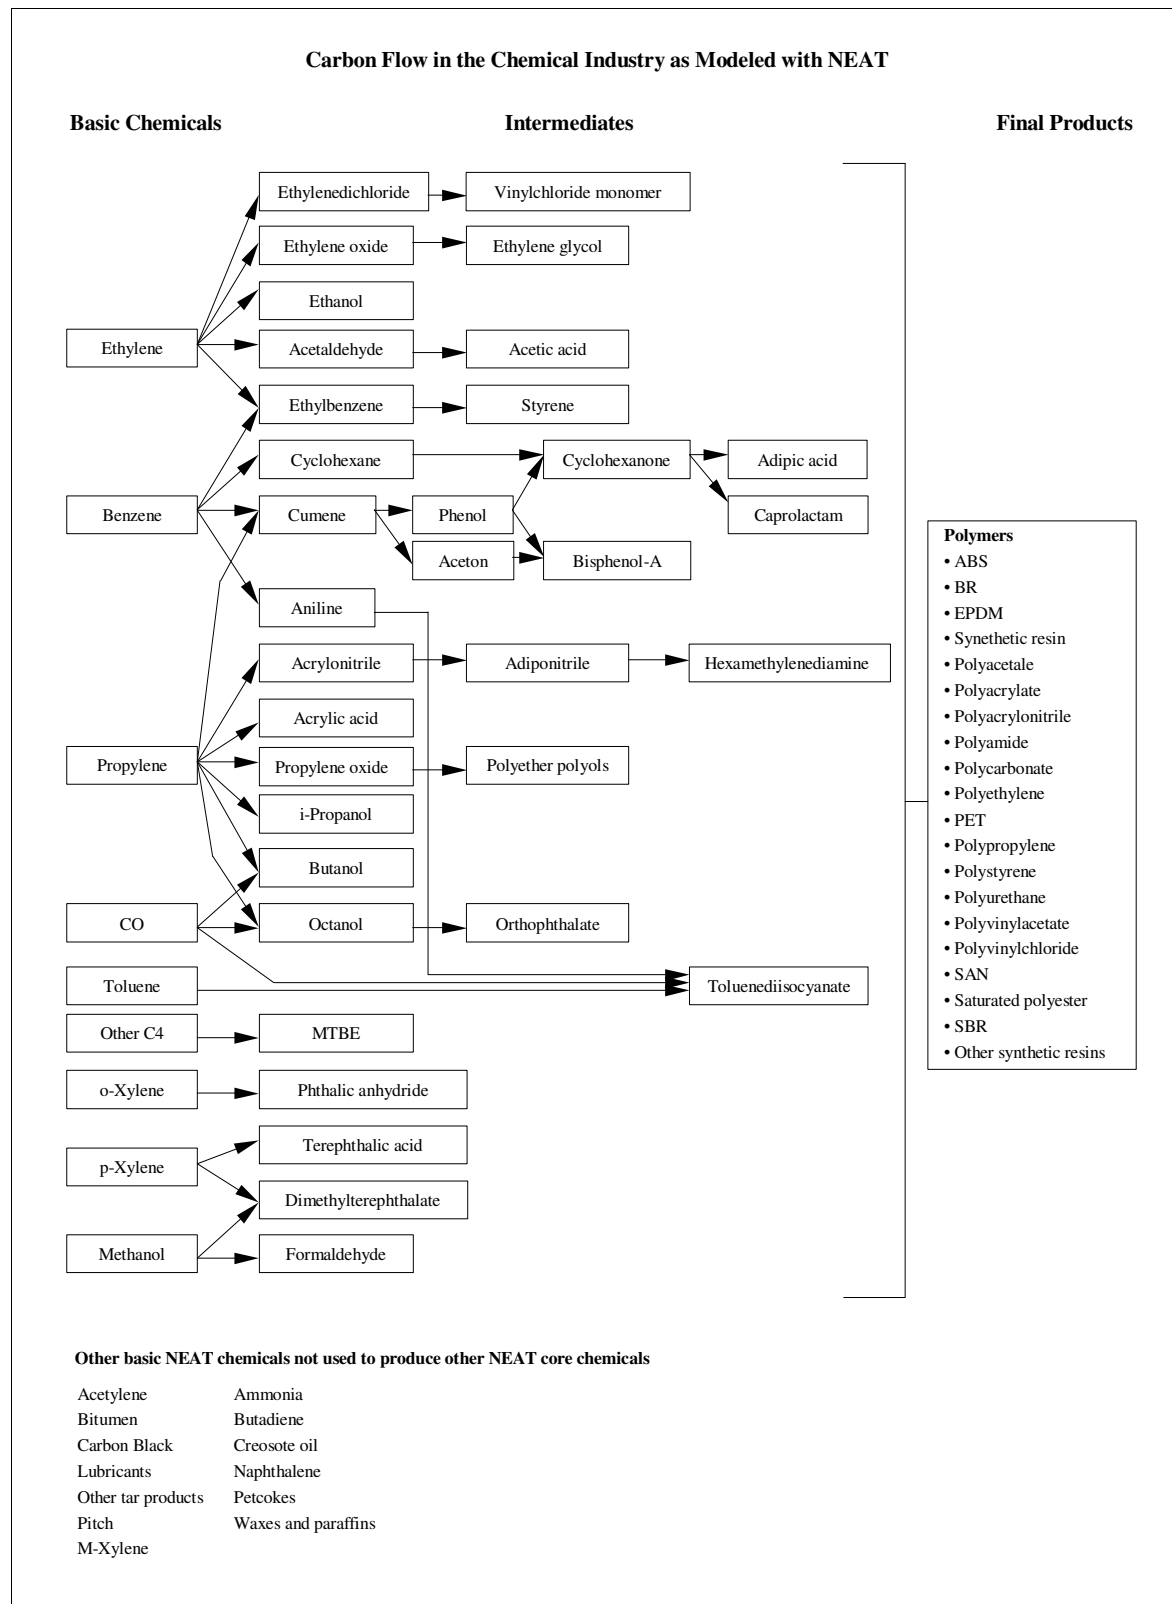 Carbon Flow in the Chemical Industry as Modeled with NEAT
Basic Chemicals
Intermediates
Final Products
Ethylenedichloride
Vinylchloride monomer
Ethylene oxide
Ethylene glycol
Ethanol
Ethylene
Acetaldehyde
Acetic acid
Ethylbenzene
Styrene
Cyclohexane
Cyclohexanone
Adipic acid
Benzene
Cumene
Phenol
Caprolactam
Aceton
Bisphenol-A
Aniline
Acrylonitrile
Adiponitrile
Hexamethylenediamine
Acrylic acid
Propylene
Propylene oxide
Polyether polyols
i-Propanol
Butanol
CO
Octanol
Orthophthalate
Toluene
Toluenediisocyanate
Other C4
MTBE
o-Xylene
Phthalic anhydride
Terephthalic acid
p-Xylene
Dimethylterephthalate
Methanol
Formaldehyde
Polymers
• ABS
• BR
• EPDM
• Synethetic resin
• Polyacetale
• Polyacrylate
• Polyacrylonitrile
• Polyamide
• Polycarbonate
• Polyethylene
• PET
• Polypropylene
• Polystyrene
• Polyurethane
• Polyvinylacetate
• Polyvinylchloride
• SAN
• Saturated polyester
• SBR
• Other synthetic resins
Other basic NEAT chemicals not used to produce other NEAT core chemicals
Acetylene
Bitumen
Carbon Black
Lubricants
Other tar products
Pitch
M-Xylene
Ammonia
Butadiene
Creosote oil
Naphthalene
Petcokes
Waxes and paraffins